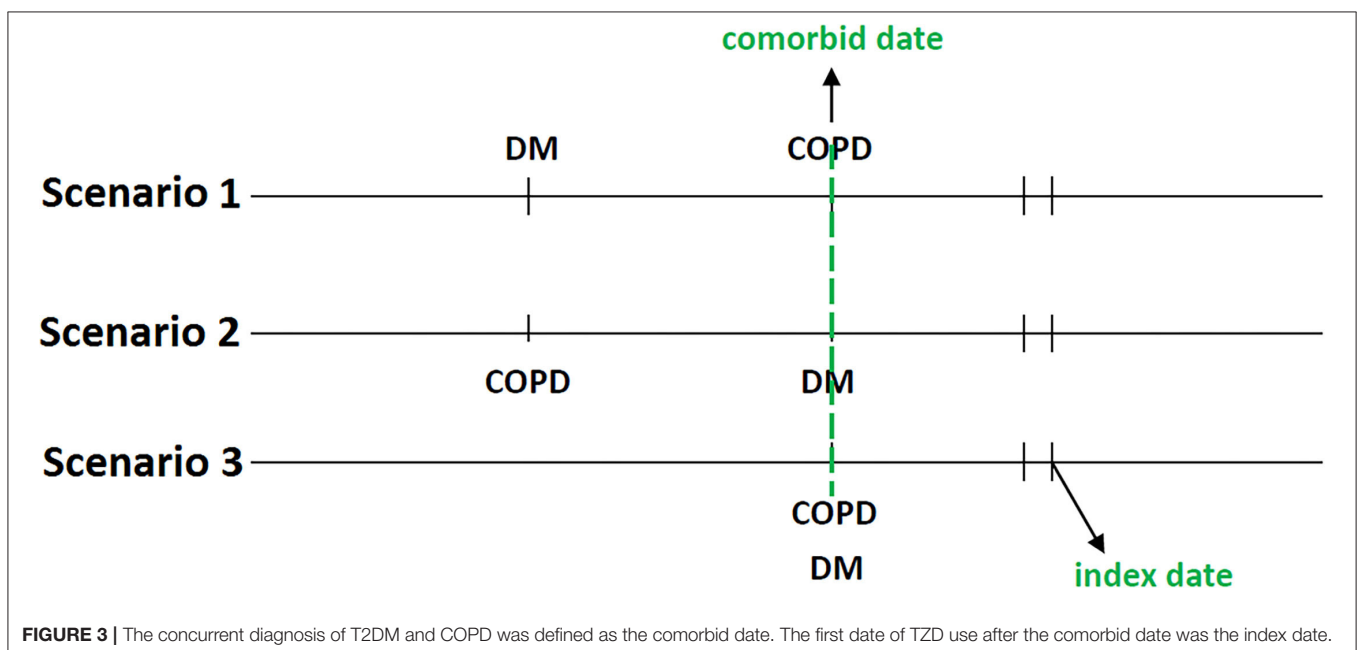 comorbid date
DM
COPD
Scenario 1
Scenario 2
COPD
DM
Scenario 3
COPD
DM
index date
FIGURE 3 | The concurrent diagnosis of T2DM and COPD was defined as the comorbid date. The first date of TZD use after the comorbid date was the index date.